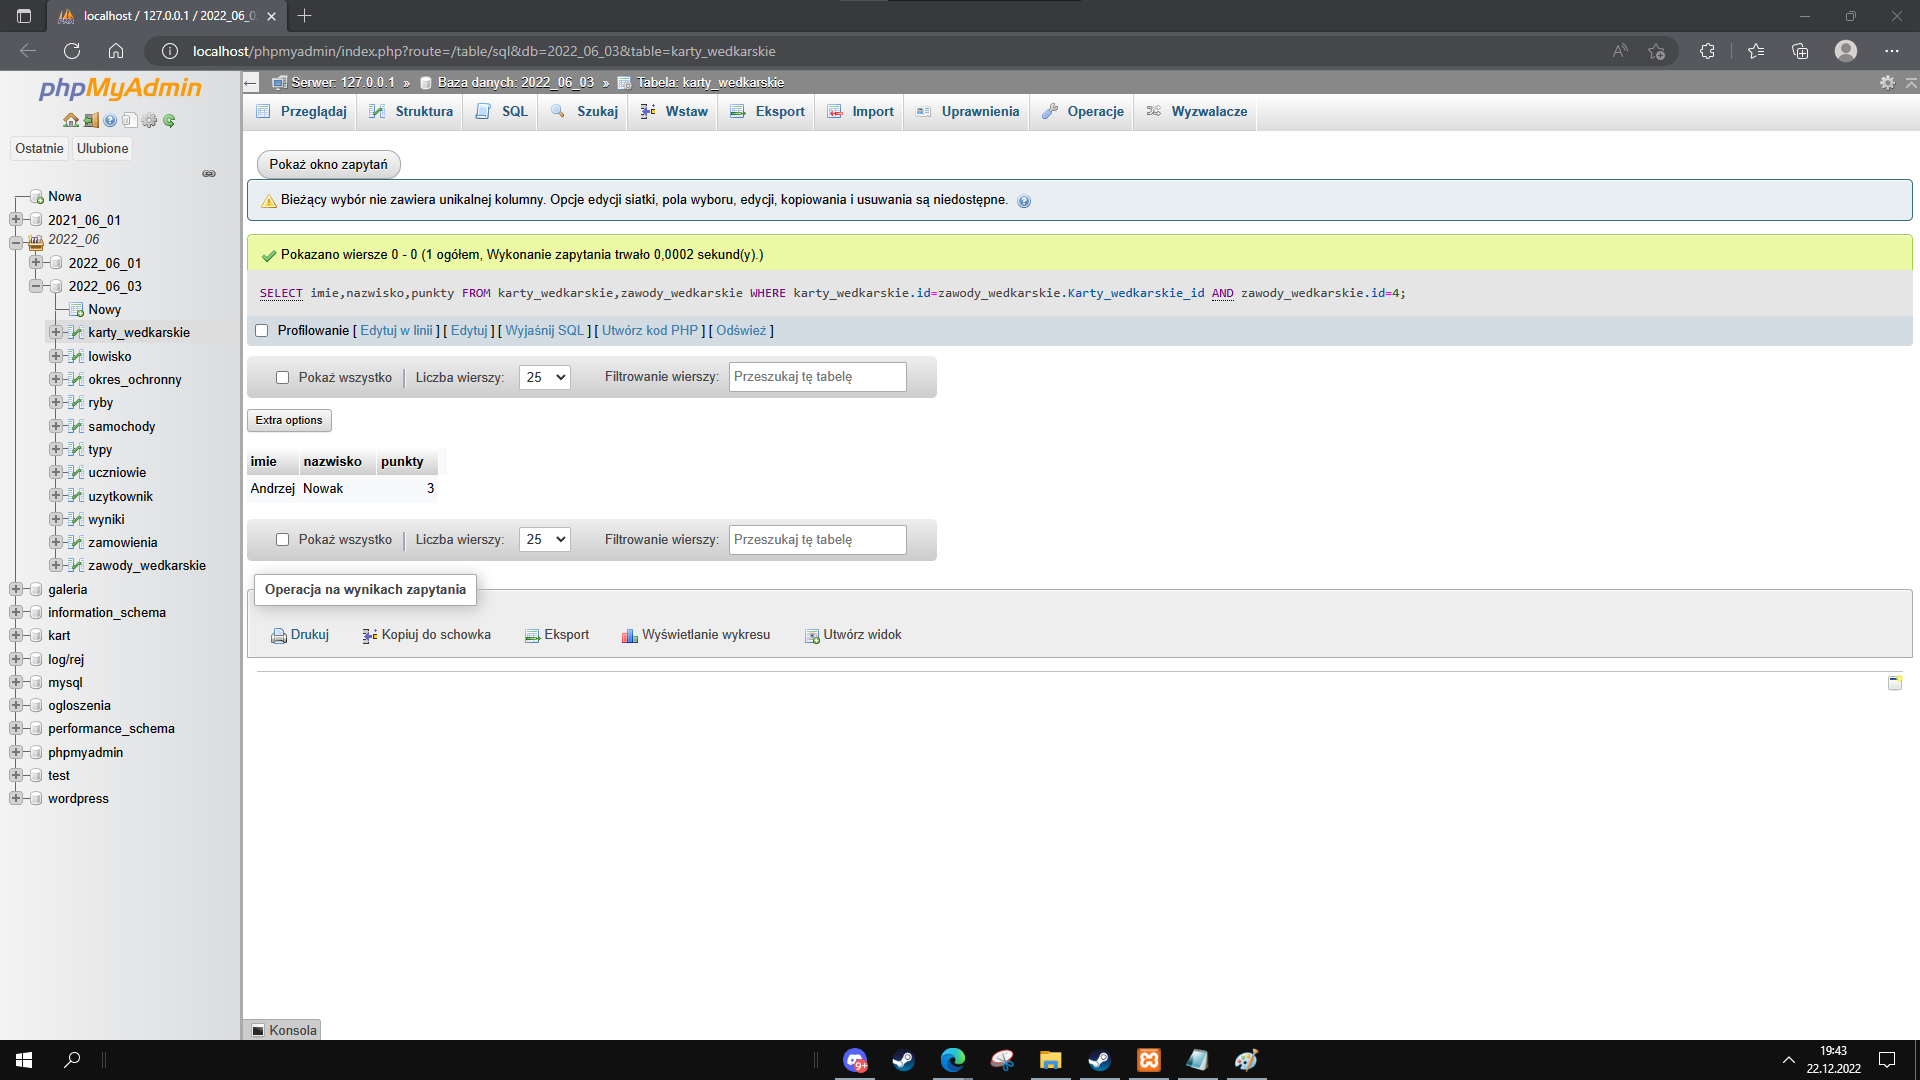 localhost / 127.0.0.1 / 2022_06_0
localhost/phpmyadmin/index.php?route=/table/sql&db=2022_06_03&table=karty_wedkarskie
phpMyAdmin
Ostatnie Ulubione
Nowa
2021_06_01
2022_06
2022_06_01
2022_06_03
Nowy
karty_wedkarskie
lowisko
okres_ochronny
ryby
samochody
typy
uczniowie
uzytkownik
wyniki
zamowienia
zawody_wedkarskie
galeria
information_schema
kart
log/rej
mysql
ogloszenia
performance_schema
phpmyadmin
test
wordpress
Serwer: 127.0.0.1 » Baza danych: 2022_06_03 » Tabela: karty_wedkarskie
Przeglądaj Struktura SQL Szukaj Wstaw Eksport Import Uprawnienia Operacje Wyzwalacze
Pokaż okno zapytań
Bieżący wybór nie zawiera unikalnej kolumny. Opcje edycji siatki, pola wyboru, edycji, kopiowania i usuwania są niedostępne.
Pokazano wiersze 0 - 0 (1 ogółem, Wykonanie zapytania trwało 0,0002 sekund(y).)
SELECT imie,nazwisko,punkty FROM karty_wedkarskie,zawody_wedkarskie WHERE karty_wedkarskie.id=zawody_wedkarskie.Karty_wedkarskie_id AND zawody_wedkarskie.id=4;
Profilowanie [ Edytuj w linii ] [ Edytuj ] [ Wyjaśnij SQL ] [ Utwórz kod PHP ] [ Odśwież ]
Pokaż wszystko | Liczba wierszy: 25 Filtrowanie wierszy: Przeszukaj tę tabelę
Extra options
imie nazwisko punkty
Andrzej Nowak 3
Pokaż wszystko | Liczba wierszy: 25 Filtrowanie wierszy: Przeszukaj tę tabelę
Operacja na wynikach zapytania
Drukuj Kopiuj do schowka Eksport Wyświetlanie wykresu Utwórz widok
Konsola
9+
19:43
22.12.2022